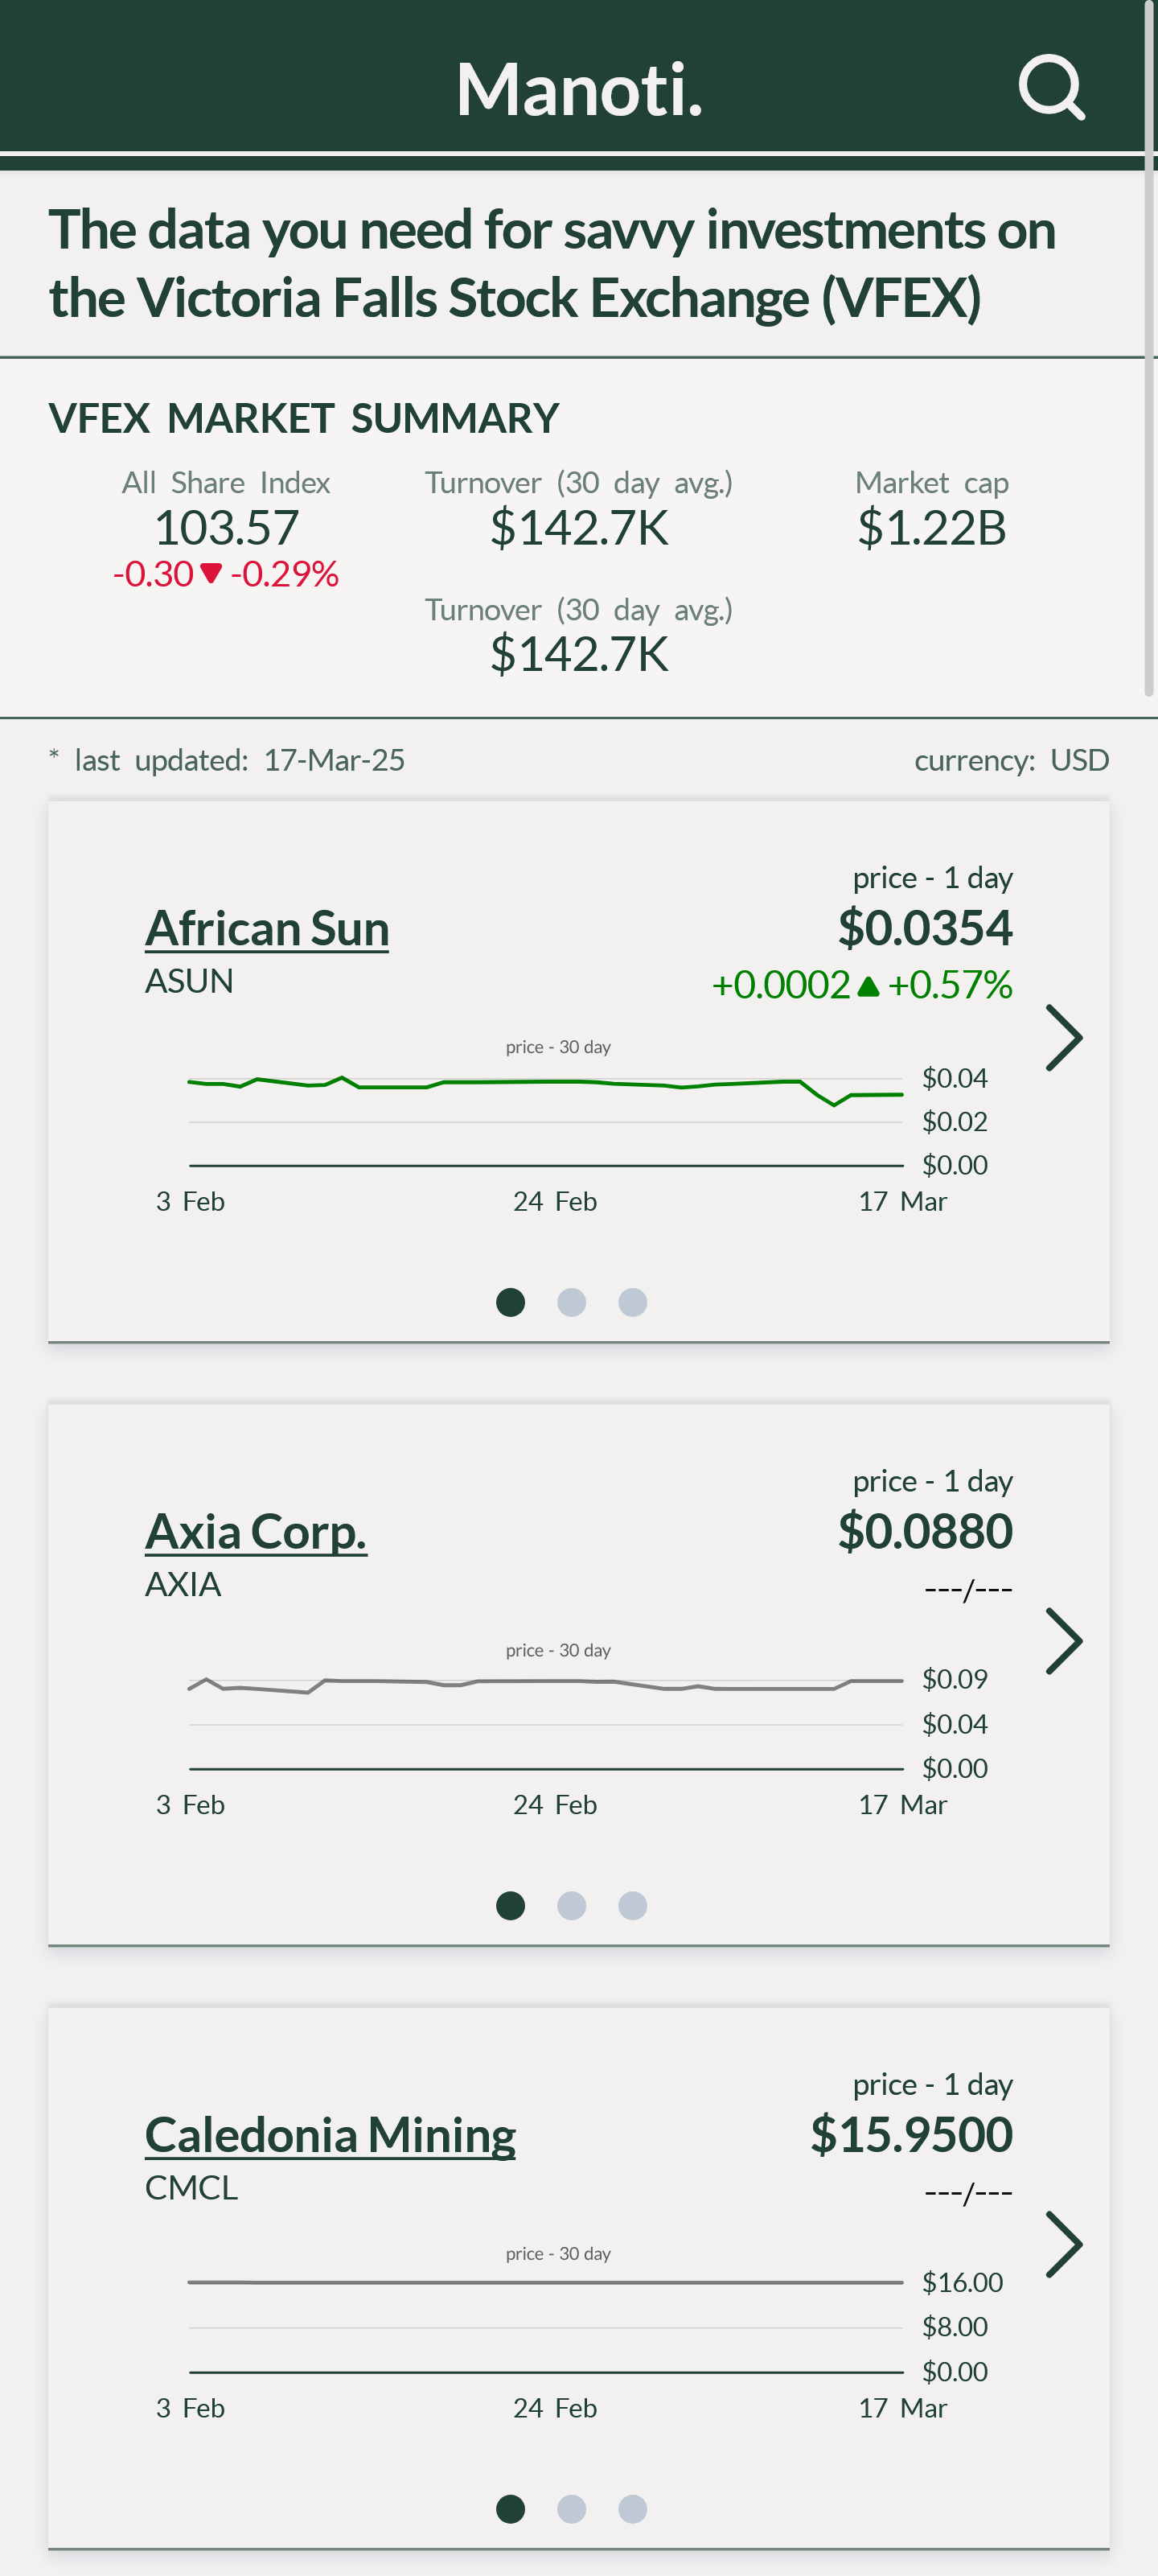 Manoti.
The data you need for savvy investments on
the Victoria Falls Stock Exchange (VFEX)
VFEX MARKET SUMMARY
All Share Index
103.57
-0.30▼-0.29%
Turnover (30 day avg.)
$142.7K
Market cap
$1.22B
Turnover (30 day avg.)
$142.7K
* last updated: 17-Mar-25
currency: USD
price - 1 day
African Sun
$0.0354
ASUN
+0.0002▲+0.57%
price - 30 day
$0.04
$0.02
$0.00
3 Feb 24 Feb 17 Mar
price - 1 day
Axia Corp.
$0.0880
AXIA
---/---
price - 30 day
$0.09
$0.04
$0.00
3 Feb 24 Feb 17 Mar
price - 1 day
Caledonia Mining
$15.9500
CMCL
---/---
price - 30 day
$16.00
$8.00
$0.00
3 Feb 24 Feb 17 Mar